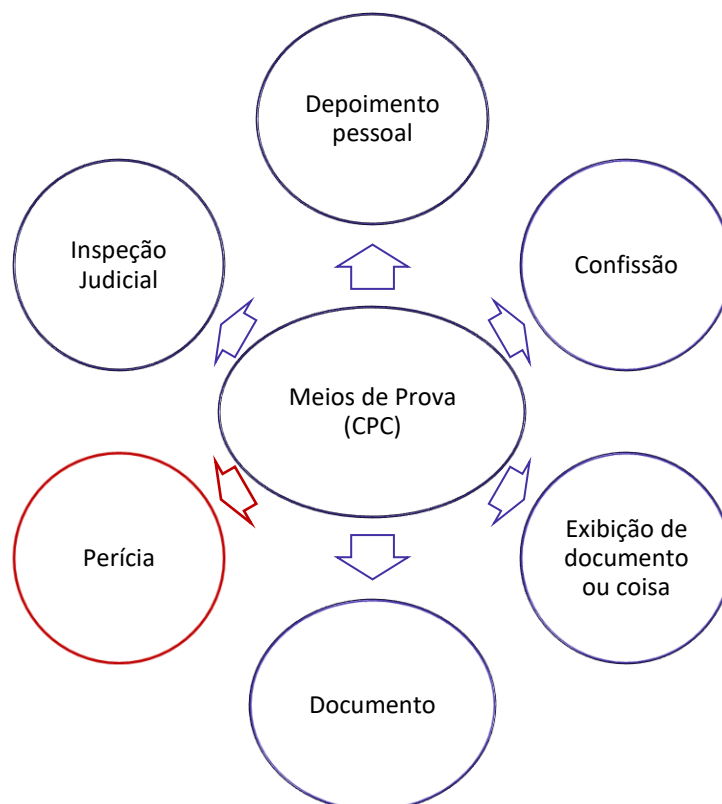 Depoimento
pessoal
Inspeção
Judicial
Confissão
Meios de Prova
(CPC)
Perícia
Exibição de
documento
ou coisa
Documento